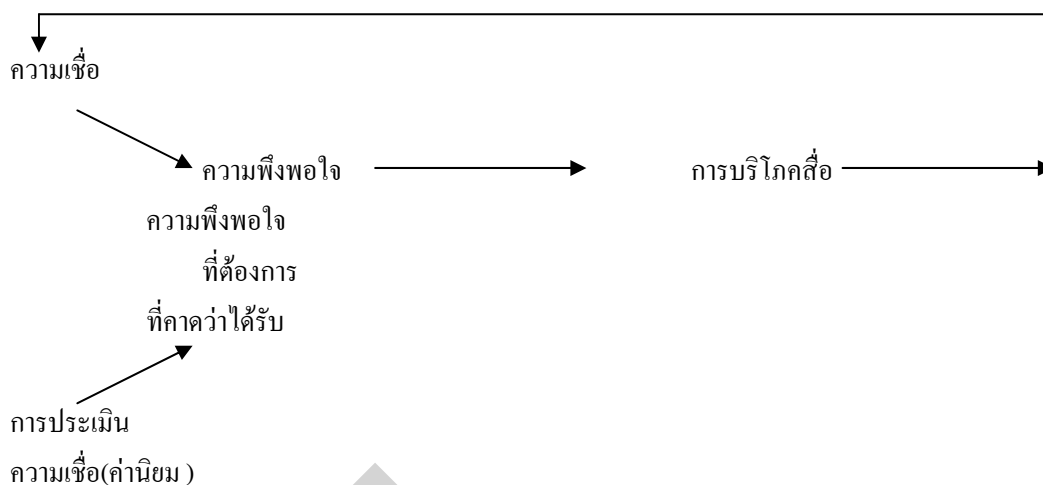 ความเชื่อ
ความพึงพอใจ การบริโภคสื่อ
ความพึงพอใจ
ที่ต้องการ
ที่คาดว่าได้รับ
การประเมิน
ความเชื่อ(ค่านิยม )